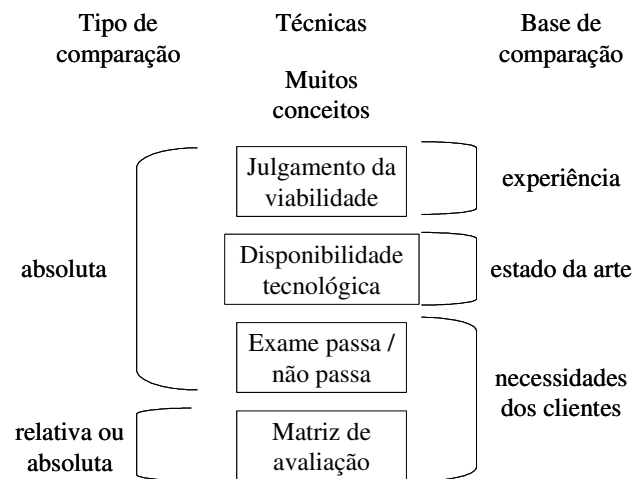 Tipo de
comparação
Técnicas
Base de
comparação
Muitos
conceitos
absoluta
relativa ou
absoluta
Julgamento da
viabilidade
Disponibilidade
tecnológica
Exame passa /
não passa
Matriz de
avaliação
experiência
estado da arte
necessidades
dos clientes